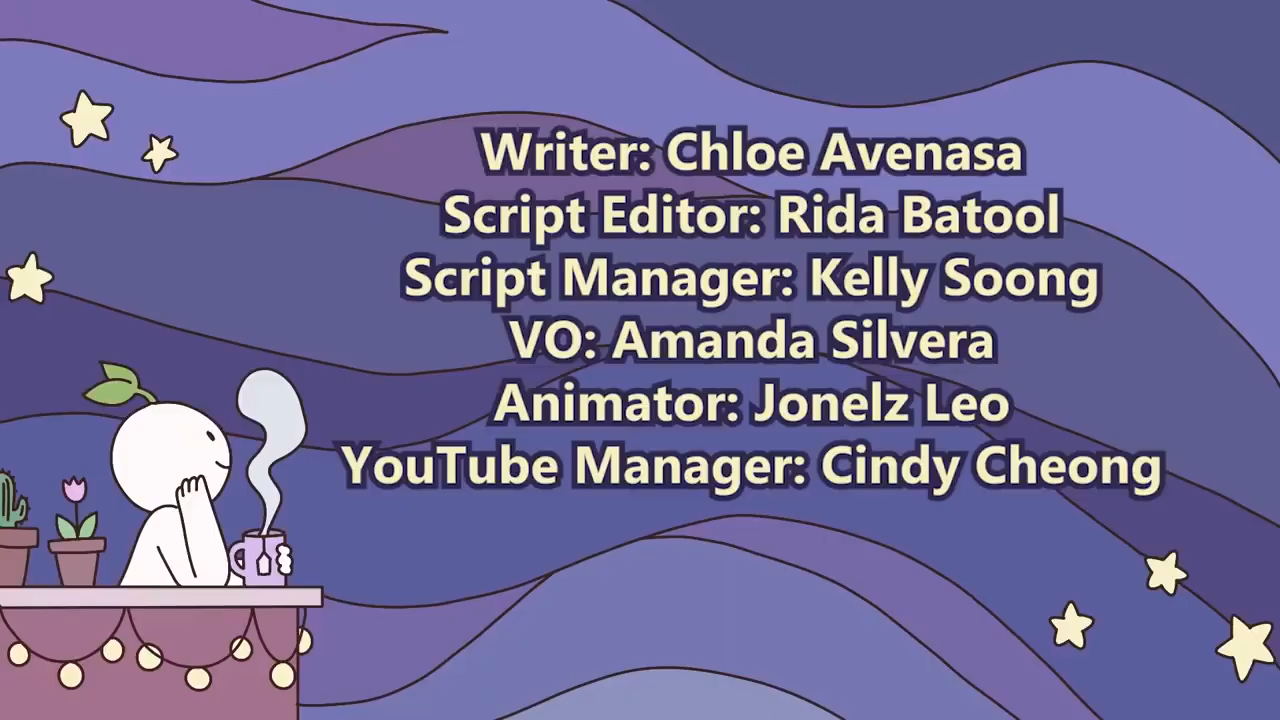 Writer: Chloe Avenasa
Script Editor: Rida Batool
Script Manager: Kelly Soong
VO: Amanda Silvera
Animator: Jonelz Leo
YouTube Manager: Cindy Cheong